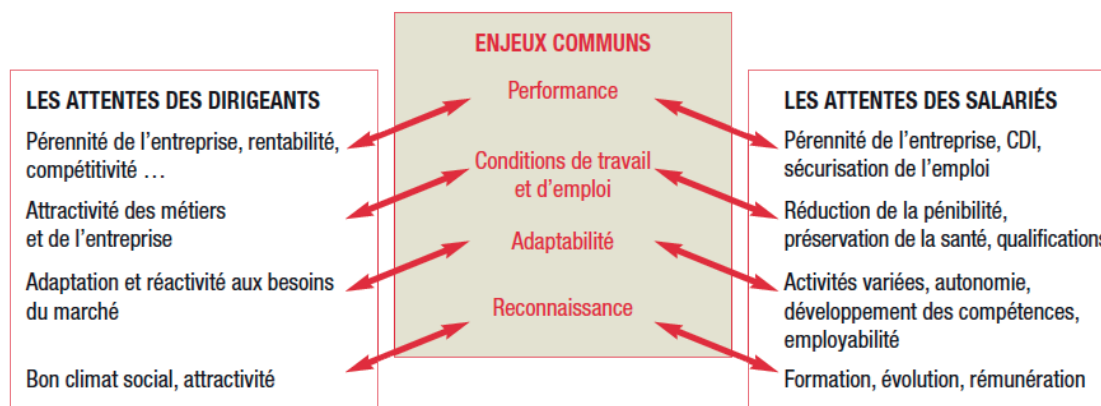 ENJEUX COMMUNS
Performance
Conditions de travail
et d'emploi
Adaptabilité
Reconnaissance
LES ATTENTES DES DIRIGEANTS
Pérennité de l'entreprise, rentabilité,
compétitivité …
Attractivité des métiers
et de l'entreprise
Adaptation et réactivité aux besoins
du marché
Bon climat social, attractivité
LES ATTENTES DES SALARIÉS
Pérennité de l'entreprise, CDI,
sécurisation de l'emploi
Réduction de la pénibilité,
préservation de la santé, qualifications
Activités variées, autonomie,
développement des compétences,
employabilité
Formation, évolution, rémunération